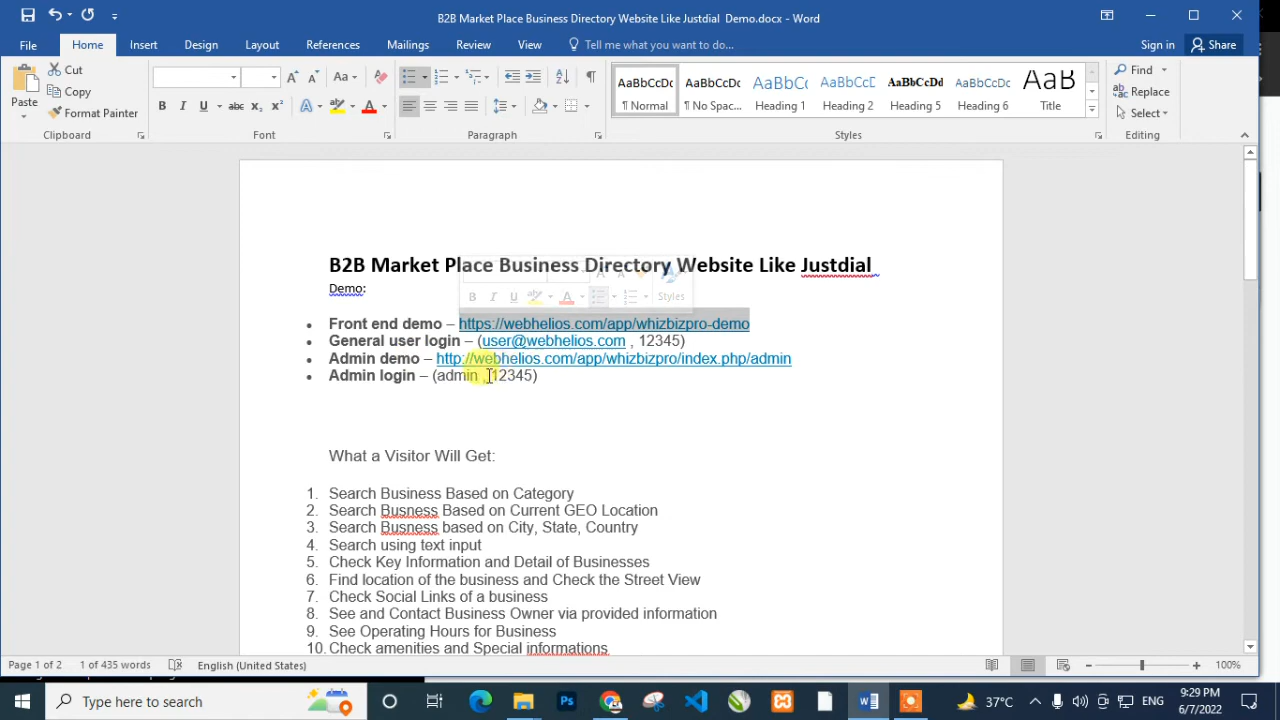 B2B Market Place Business Directory Website Like Justdial Demo.docx - Word
File Home Insert Design Layout References Mailings Review View Tell me what you want to do... Sign in Share
Paste
Cut
Copy
Format Painter
Aa
B I U abc X₂ X² A A
AaBbCcDc AaBbCcDc AaBbCc AaBbCcD AaBbCcDd AaBbCcDc AaB
¶ Normal ¶ No Spac... Heading 1 Heading 2 Heading 5 Heading 6 Title
Find
Replace
Select
Clipboard Font Paragraph Styles Editing
B2B Market Place Business Directory Website Like Justdial
Demo:
B I U Styles
• Front end demo – https://webhelios.com/app/whizbizpro-demo
• General user login – (user@webhelios.com , 12345)
• Admin demo – http://webhelios.com/app/whizbizpro/index.php/admin
• Admin login – (admin , 12345)
What a Visitor Will Get:
1. Search Business Based on Category
2. Search Busness Based on Current GEO Location
3. Search Busness based on City, State, Country
4. Search using text input
5. Check Key Information and Detail of Businesses
6. Find location of the business and Check the Street View
7. Check Social Links of a business
8. See and Contact Business Owner via provided information
9. See Operating Hours for Business
10. Check amenities and Special informations
Page 1 of 2 1 of 435 words English (United States) 100%
Type here to search
37°C ENG
9:29 PM
6/7/2022